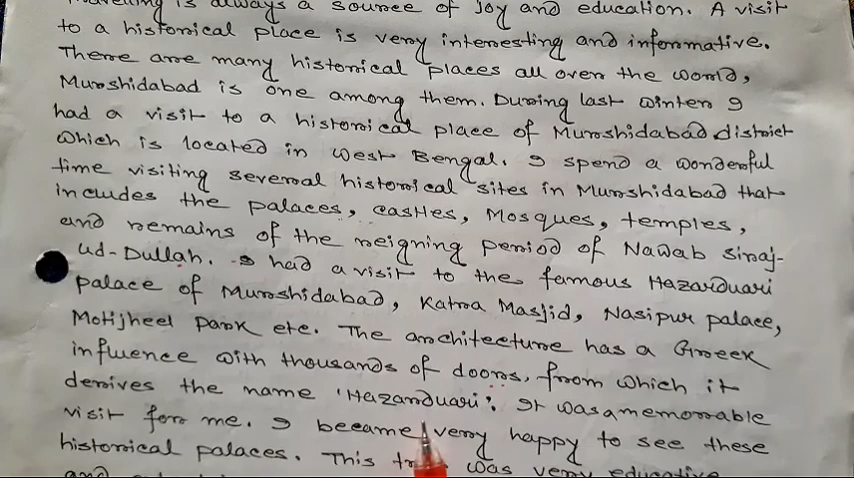 Travelling is always a source of joy and education. A visit
to a historical place is very interesting and informative.
There are many historical places all over the world,
Murshidabad is one among them. During last winter I
had a visit to a historical place of Murshidabad district
which is located in West Bengal. I spend a wonderful
time visiting several historical sites in Murshidabad that
includes the palaces, castles, Mosques, temples,
and remains of the reigning period of Nawab Siraj-
ud-Dullah. I had a visit to the famous Hazarduari
palace of Murshidabad, Katra Masjid, Nasipur palace,
Motijheel Park etc. The architecture has a Greek
influence with thousands of doors, from which it
derives the name 'Hazarduari'. It was a memorable
visit for me. I became very happy to see these
historical palaces. This was very educative
and